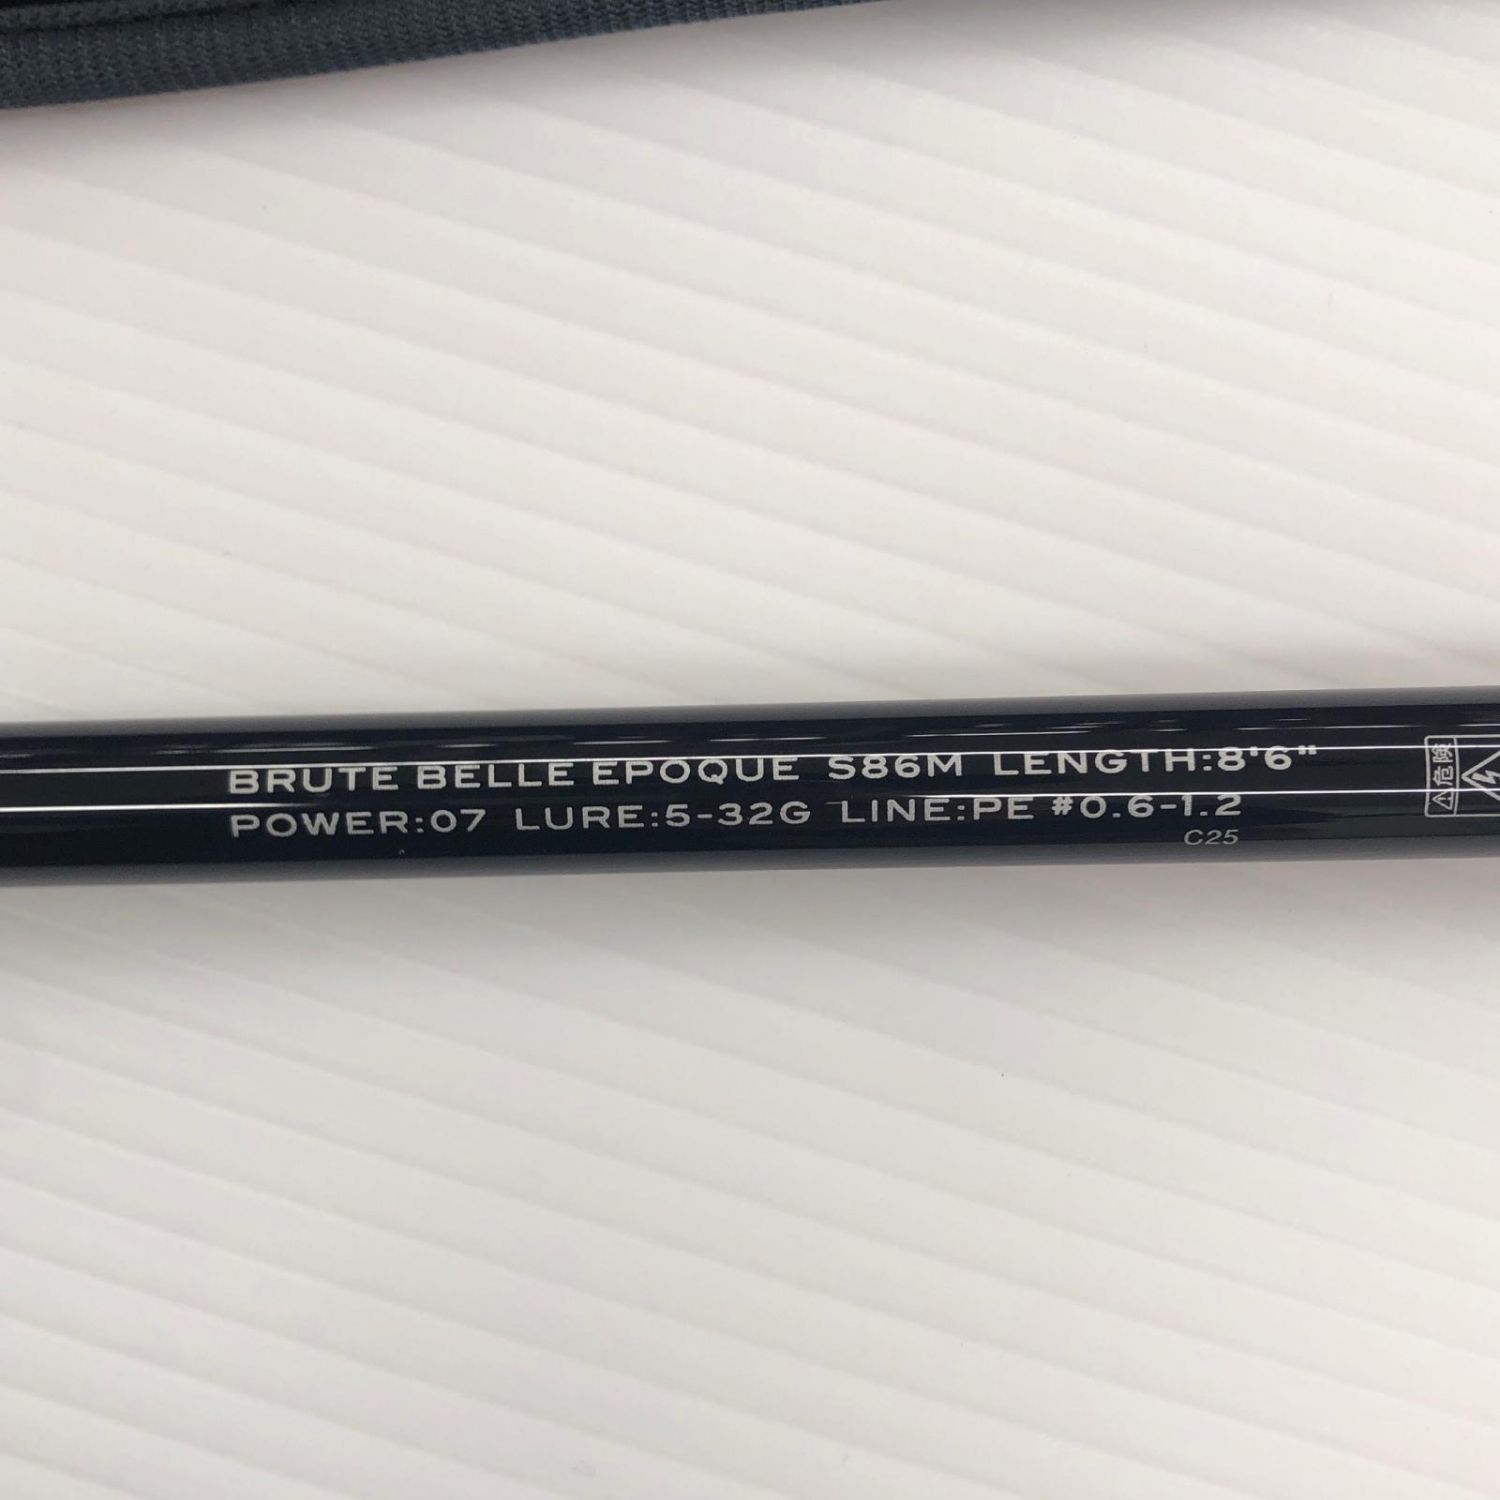 BRUTE BELLE EPOQUE S86M LENGTH:8'6"
POWER:07 LURE:5-32G LINE:PE #0.6-1.2
C25
⚠危険